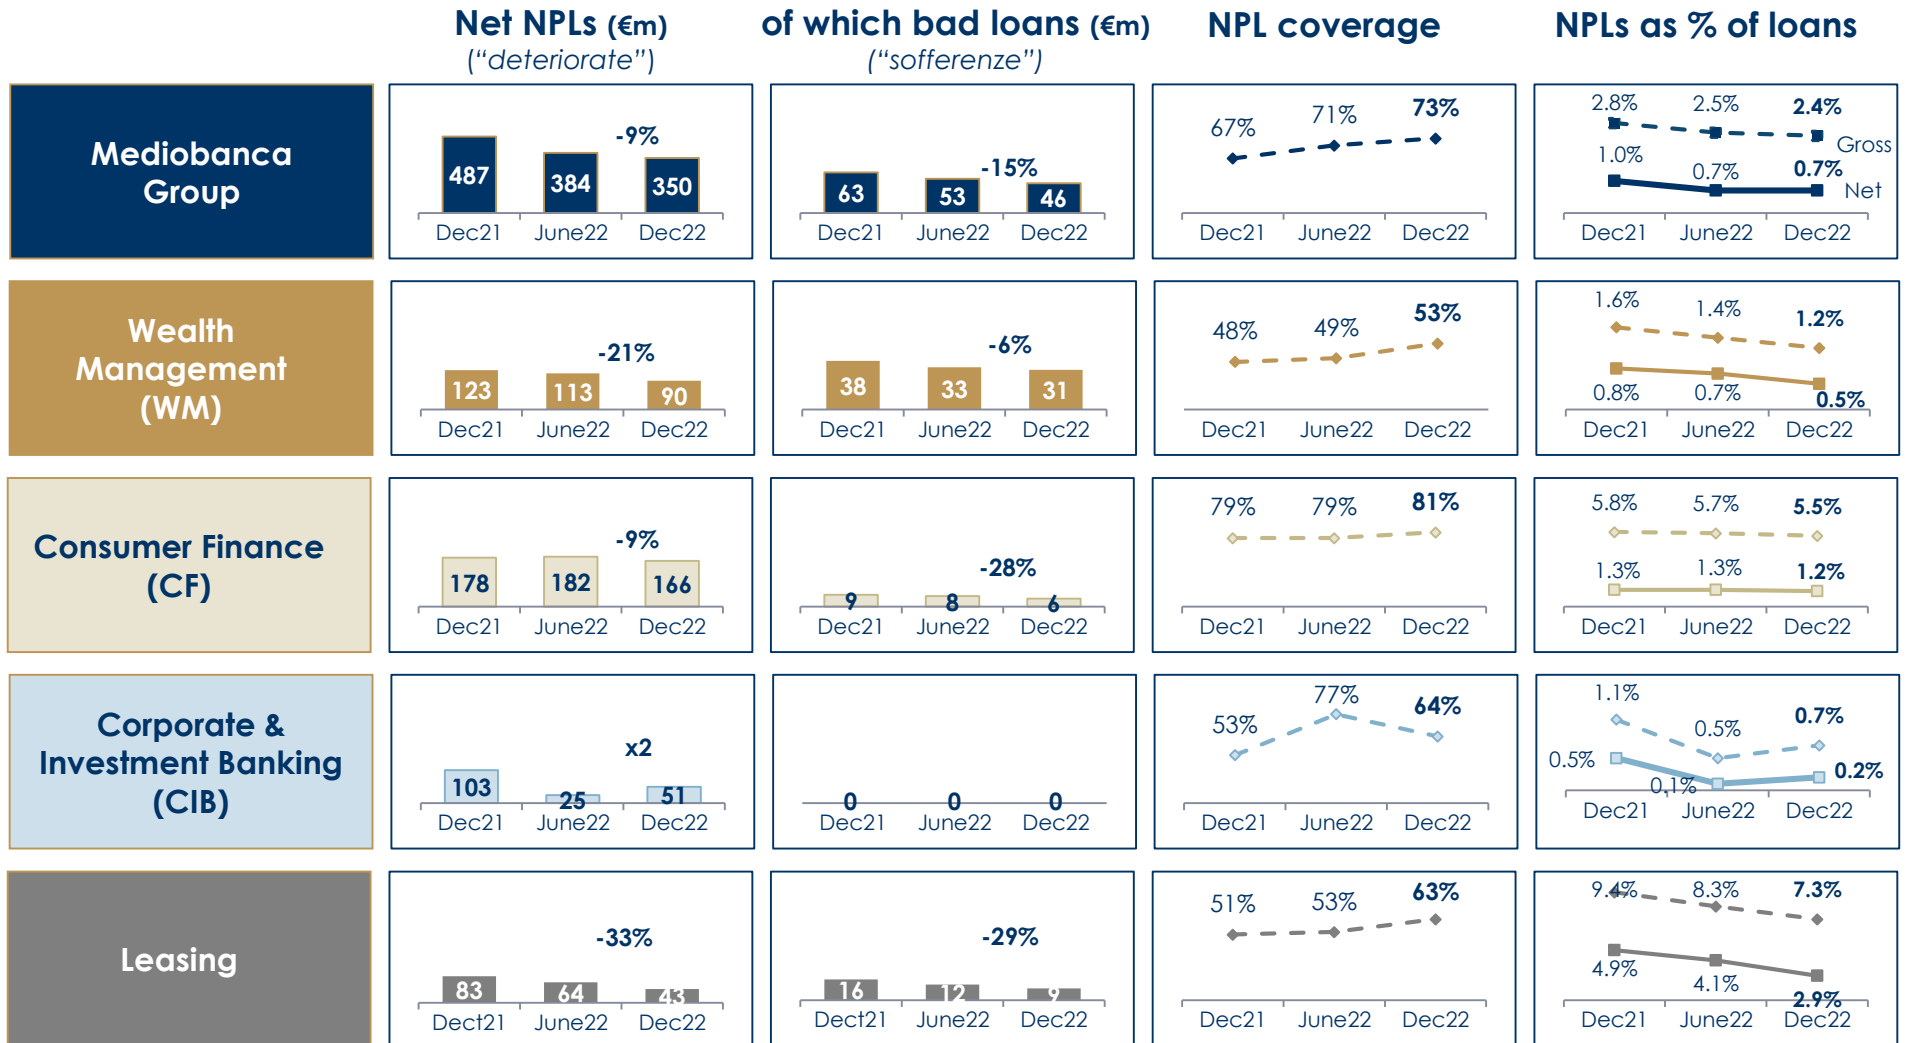 Net NPLs (€m)
(“deteriorate”)
of which bad loans (€m)
(“sofferenze”)
NPL coverage
NPLs as % of loans
Mediobanca
Group
-9%
487
384
350
Dec21
June22
Dec22
-15%
63
53
46
Dec21
June22
Dec22
67%
71%
73%
Dec21
June22
Dec22
2.8%
2.5%
2.4%
Gross
1.0%
0.7%
0.7%
Net
Dec21
June22
Dec22
Wealth
Management
(WM)
-21%
123
113
90
Dec21
June22
Dec22
-6%
38
33
31
Dec21
June22
Dec22
48%
49%
53%
Dec21
June22
Dec22
1.6%
1.4%
1.2%
0.8%
0.7%
0.5%
Dec21
June22
Dec22
Consumer Finance
(CF)
-9%
178
182
166
Dec21
June22
Dec22
-28%
9
8
6
Dec21
June22
Dec22
79%
79%
81%
Dec21
June22
Dec22
5.8%
5.7%
5.5%
1.3%
1.3%
1.2%
Dec21
June22
Dec22
Corporate &
Investment Banking
(CIB)
x2
103
25
51
Dec21
June22
Dec22
0
0
0
Dec21
June22
Dec22
53%
77%
64%
Dec21
June22
Dec22
1.1%
0.5%
0.7%
0.5%
0.1%
0.2%
Dec21
June22
Dec22
Leasing
-33%
83
64
43
Dect21
June22
Dec22
-29%
16
12
9
Dect21
June22
Dec22
51%
53%
63%
Dec21
June22
Dec22
9.4%
8.3%
7.3%
4.9%
4.1%
2.9%
Dec21
June22
Dec22